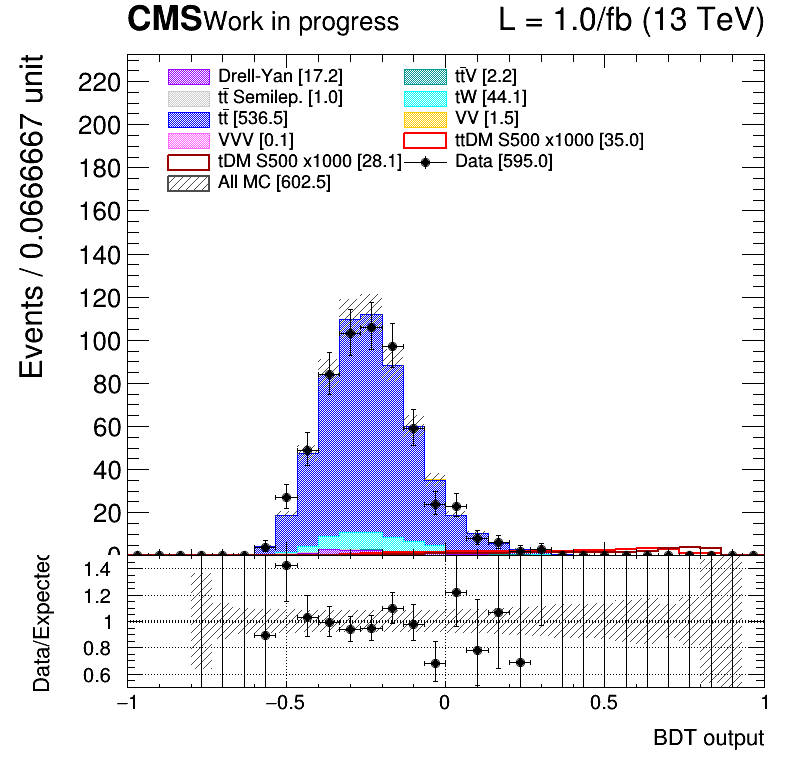 CMS Work in progress L = 1.0/fb (13 TeV)
Events / 0.0666667 unit
Drell-Yan [17.2] tt̄V [2.2]
tt̄ Semilep. [1.0] tW [44.1]
tt̄ [536.5] VV [1.5]
VVV [0.1] ttDM S500 x1000 [35.0]
tDM S500 x1000 [28.1] Data [595.0]
All MC [602.5]
220
200
180
160
140
120
100
80
60
40
20
0
Data/Expected
1.4
1.2
1
0.8
0.6
−1 −0.5 0 0.5 1
BDT output